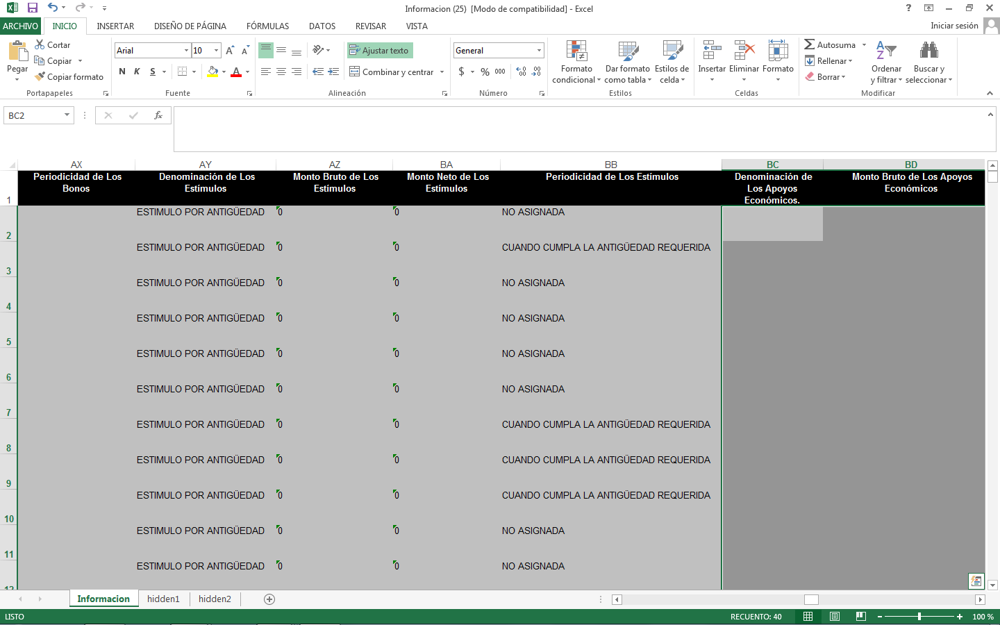 Informacion (25)  [Modo de compatibilidad] - Excel
ARCHIVO INICIO INSERTAR DISEÑO DE PÁGINA FÓRMULAS DATOS REVISAR VISTA Iniciar sesión
Pegar
Cortar
Copiar
Copiar formato
Portapapeles
Arial 10
N K S
Fuente
Ajustar texto
Combinar y centrar
Alineación
General
$ % 000
Número
Formato condicional
Dar formato como tabla
Estilos de celda
Estilos
Insertar Eliminar Formato
Celdas
Autosuma
Rellenar
Borrar
Ordenar y filtrar
Buscar y seleccionar
Modificar
BC2
AX AY AZ BA BB BC BD
1 Periodicidad de Los Bonos Denominación de Los Estímulos Monto Bruto de Los Estímulos Monto Neto de Los Estímulos Periodicidad de Los Estímulos Denominación de Los Apoyos Económicos. Monto Bruto de Los Apoyos Económicos
2 ESTIMULO POR ANTIGÜEDAD 0 0 NO ASIGNADA
3 ESTIMULO POR ANTIGÜEDAD 0 0 CUANDO CUMPLA LA ANTIGÜEDAD REQUERIDA
4 ESTIMULO POR ANTIGÜEDAD 0 0 NO ASIGNADA
5 ESTIMULO POR ANTIGÜEDAD 0 0 NO ASIGNADA
6 ESTIMULO POR ANTIGÜEDAD 0 0 NO ASIGNADA
7 ESTIMULO POR ANTIGÜEDAD 0 0 NO ASIGNADA
8 ESTIMULO POR ANTIGÜEDAD 0 0 CUANDO CUMPLA LA ANTIGÜEDAD REQUERIDA
9 ESTIMULO POR ANTIGÜEDAD 0 0 CUANDO CUMPLA LA ANTIGÜEDAD REQUERIDA
10 ESTIMULO POR ANTIGÜEDAD 0 0 CUANDO CUMPLA LA ANTIGÜEDAD REQUERIDA
11 ESTIMULO POR ANTIGÜEDAD 0 0 NO ASIGNADA
12 ESTIMULO POR ANTIGÜEDAD 0 0 NO ASIGNADA
Informacion hidden1 hidden2
LISTO RECUENTO: 40 100 %